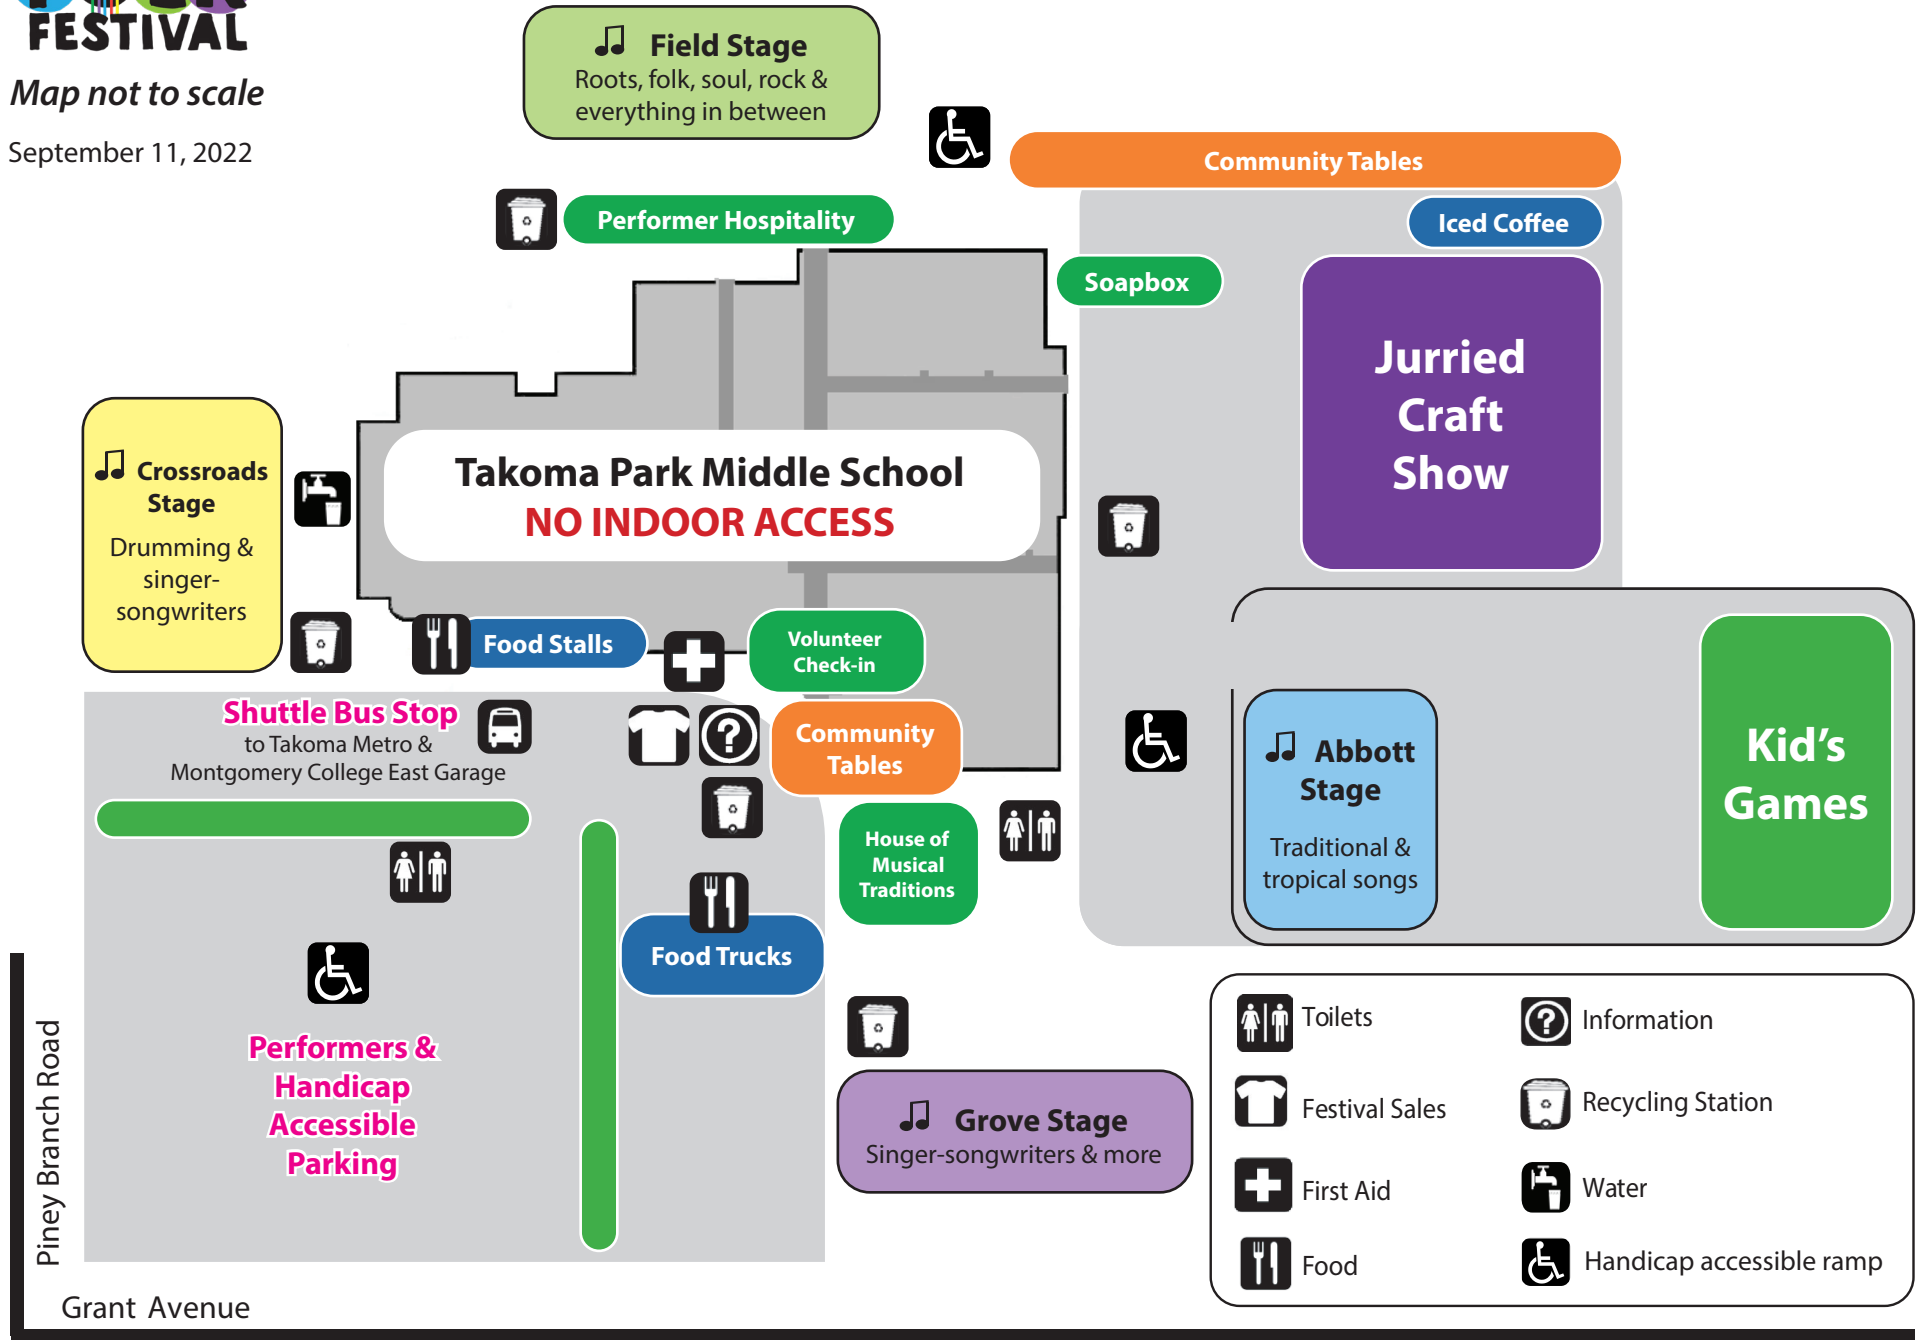 FESTIVAL
Map not to scale
September 11, 2022
Field Stage
Roots, folk, soul, rock &
everything in between
Community Tables
Iced Coffee
Performer Hospitality
Soapbox
Jurried
Craft
Show
Crossroads
Stage
Drumming &
singer-
songwriters
Takoma Park Middle School
NO INDOOR ACCESS
Food Stalls
Volunteer
Check-in
Shuttle Bus Stop
to Takoma Metro &
Montgomery College East Garage
Community
Tables
House of
Musical
Traditions
Food Trucks
Abbott
Stage
Traditional &
tropical songs
Kid's
Games
Performers &
Handicap
Accessible
Parking
Grove Stage
Singer-songwriters & more
Piney Branch Road
Grant Avenue
Toilets
Festival Sales
First Aid
Food
Information
Recycling Station
Water
Handicap accessible ramp